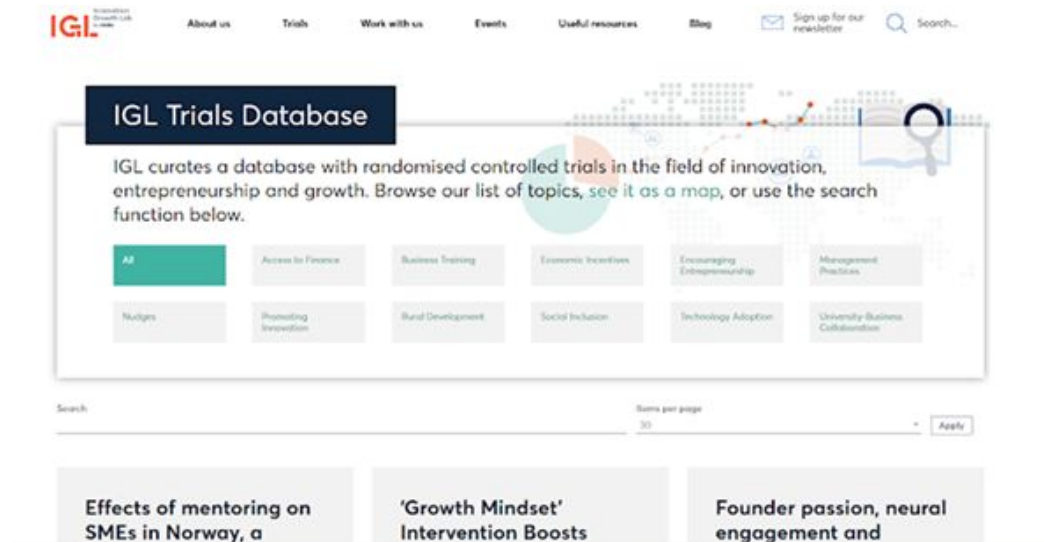 IGL
Innovation
Growth Lab
About us
Trials
Work with us
Events
Useful resources
Blog
Sign up for our
newsletter
Search...
IGL Trials Database
IGL curates a database with randomised controlled trials in the field of innovation,
entrepreneurship and growth. Browse our list of topics, see it as a map, or use the search
function below.
All
Access to Finance
Business Training
Economic Incentives
Encouraging
Entrepreneurship
Management
Practices
Nudges
Promoting
Innovation
Rural Development
Social Inclusion
Technology Adoption
University-Business
Collaboration
Search
Items per page
30
Apply
Effects of mentoring on
SMEs in Norway, a
‘Growth Mindset’
Intervention Boosts
Founder passion, neural
engagement and